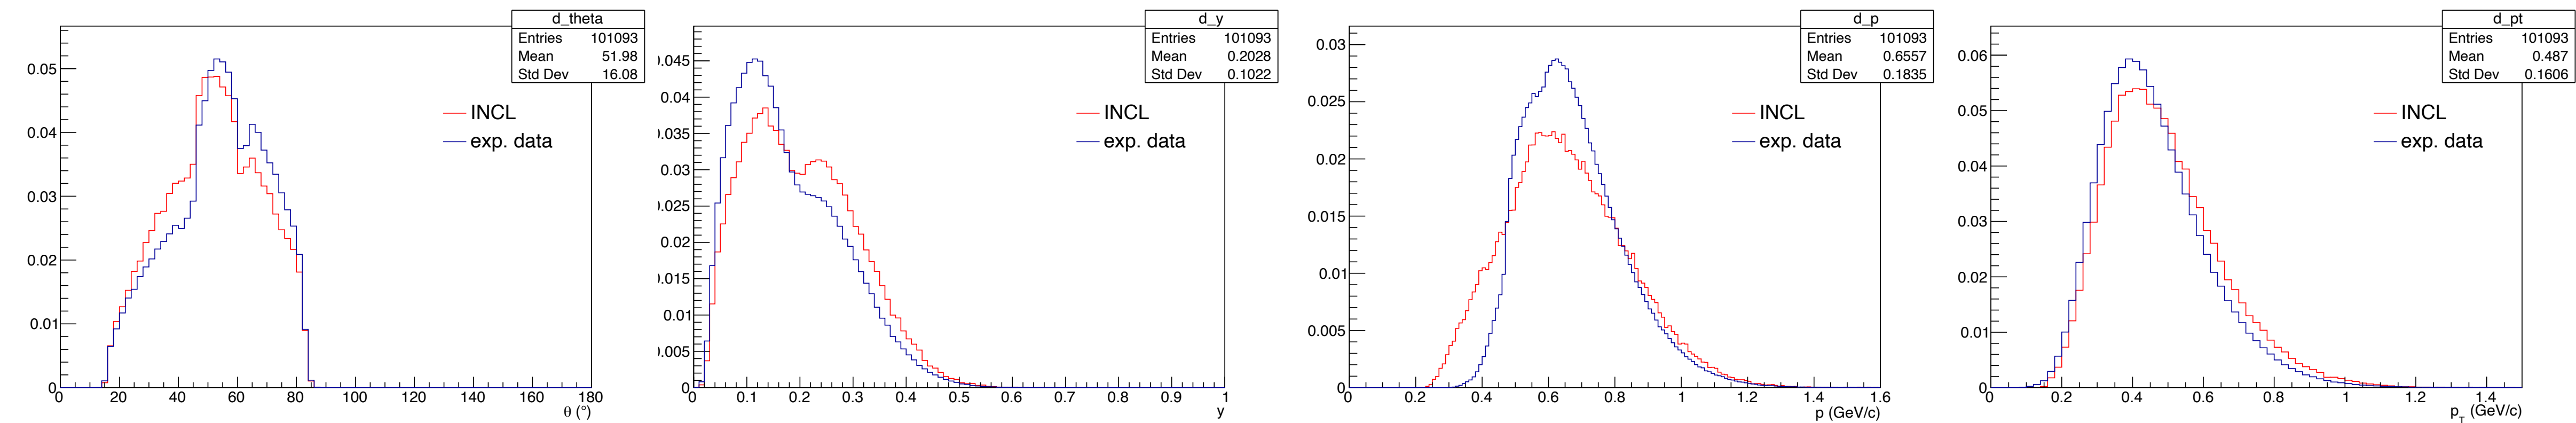 d_theta
Entries 101093
Mean 51.98
Std Dev 16.08
INCL
exp. data
0.05
0.04
0.03
0.02
0.01
0
0 20 40 60 80 100 120 140 160 180
θ (°)
d_y
Entries 101093
Mean 0.2028
Std Dev 0.1022
INCL
exp. data
0.045
0.04
0.035
0.03
0.025
0.02
0.015
0.01
0.005
0
0 0.1 0.2 0.3 0.4 0.5 0.6 0.7 0.8 0.9 1
y
d_p
Entries 101093
Mean 0.6557
Std Dev 0.1835
INCL
exp. data
0.03
0.025
0.02
0.015
0.01
0.005
0
0 0.2 0.4 0.6 0.8 1 1.2 1.4 1.6
p (GeV/c)
d_pt
Entries 101093
Mean 0.487
Std Dev 0.1606
INCL
exp. data
0.06
0.05
0.04
0.03
0.02
0.01
0
0 0.2 0.4 0.6 0.8 1 1.2 1.4
p_T (GeV/c)